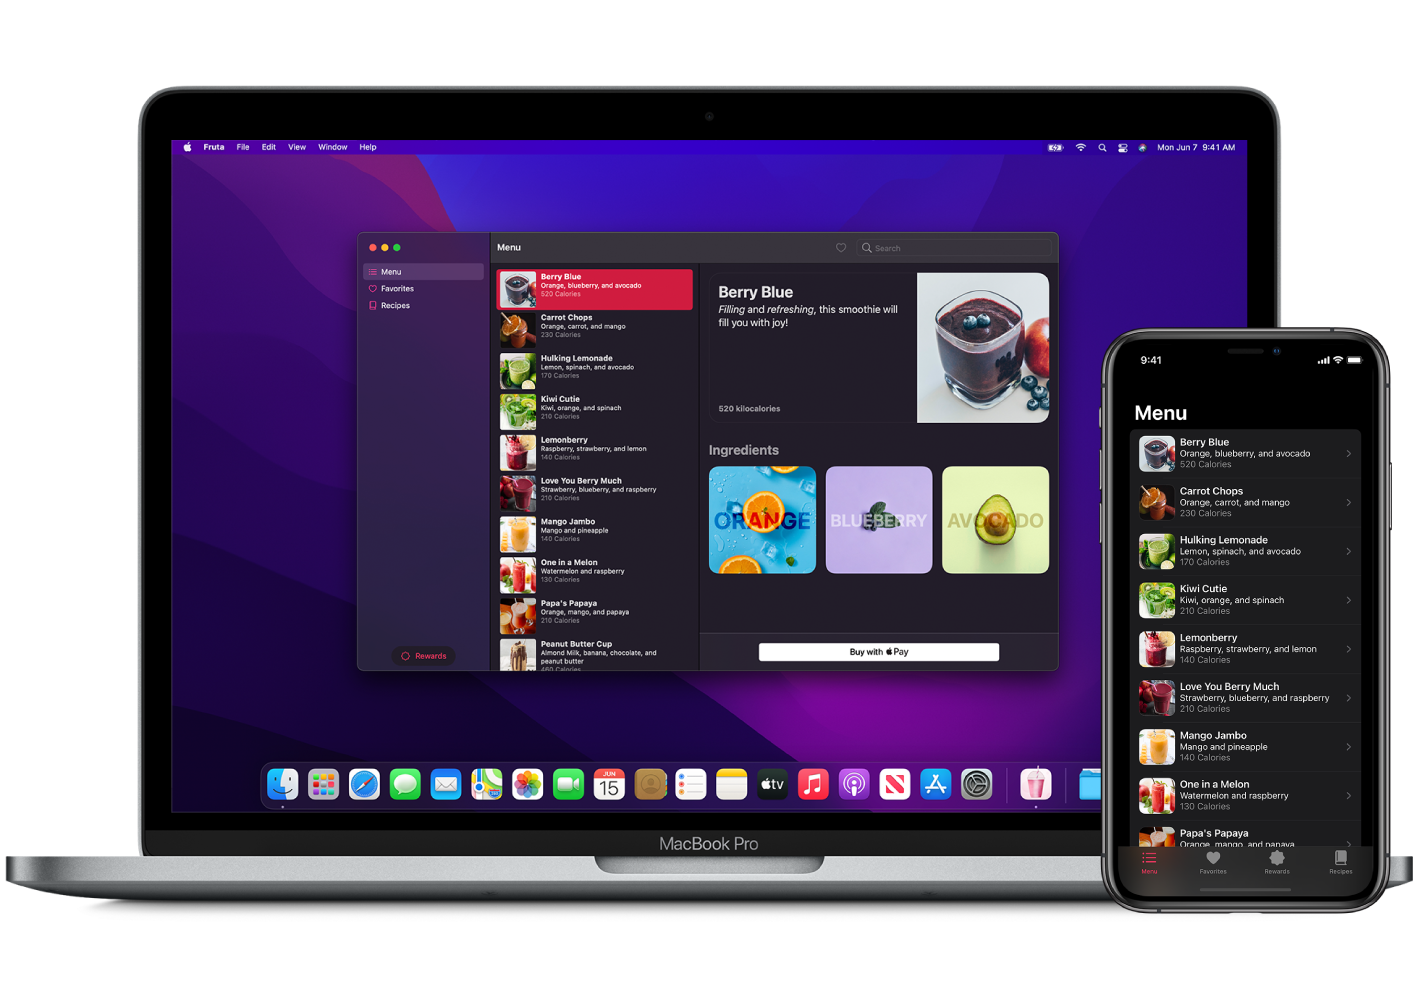 Fruta File Edit View Window Help
Mon Jun 7 9:41 AM
Menu
Favorites
Recipes
Rewards
Menu
Search
Berry Blue
Orange, blueberry, and avocado
520 Calories
Carrot Chops
Orange, carrot, and mango
230 Calories
Hulking Lemonade
Lemon, spinach, and avocado
170 Calories
Kiwi Cutie
Kiwi, orange, and spinach
210 Calories
Lemonberry
Raspberry, strawberry, and lemon
140 Calories
Love You Berry Much
Strawberry, blueberry, and raspberry
210 Calories
Mango Jambo
Mango and pineapple
140 Calories
One in a Melon
Watermelon and raspberry
130 Calories
Papa's Papaya
Orange, mango, and papaya
210 Calories
Peanut Butter Cup
Almond Milk, banana, chocolate, and
peanut butter
460 Calories
Berry Blue
Filling and refreshing, this smoothie will
fill you with joy!
520 kilocalories
Ingredients
ORANGE
BLUEBERRY
AVOCADO
Buy with Pay
JUN
15
tv
MacBook Pro
9:41
Menu
Berry Blue
Orange, blueberry, and avocado
520 Calories
Carrot Chops
Orange, carrot, and mango
230 Calories
Hulking Lemonade
Lemon, spinach, and avocado
170 Calories
Kiwi Cutie
Kiwi, orange, and spinach
210 Calories
Lemonberry
Raspberry, strawberry, and lemon
140 Calories
Love You Berry Much
Strawberry, blueberry, and raspberry
210 Calories
Mango Jambo
Mango and pineapple
140 Calories
One in a Melon
Watermelon and raspberry
130 Calories
Papa's Papaya
Orange, mango, and papaya
Menu
Favorites
Rewards
Recipes